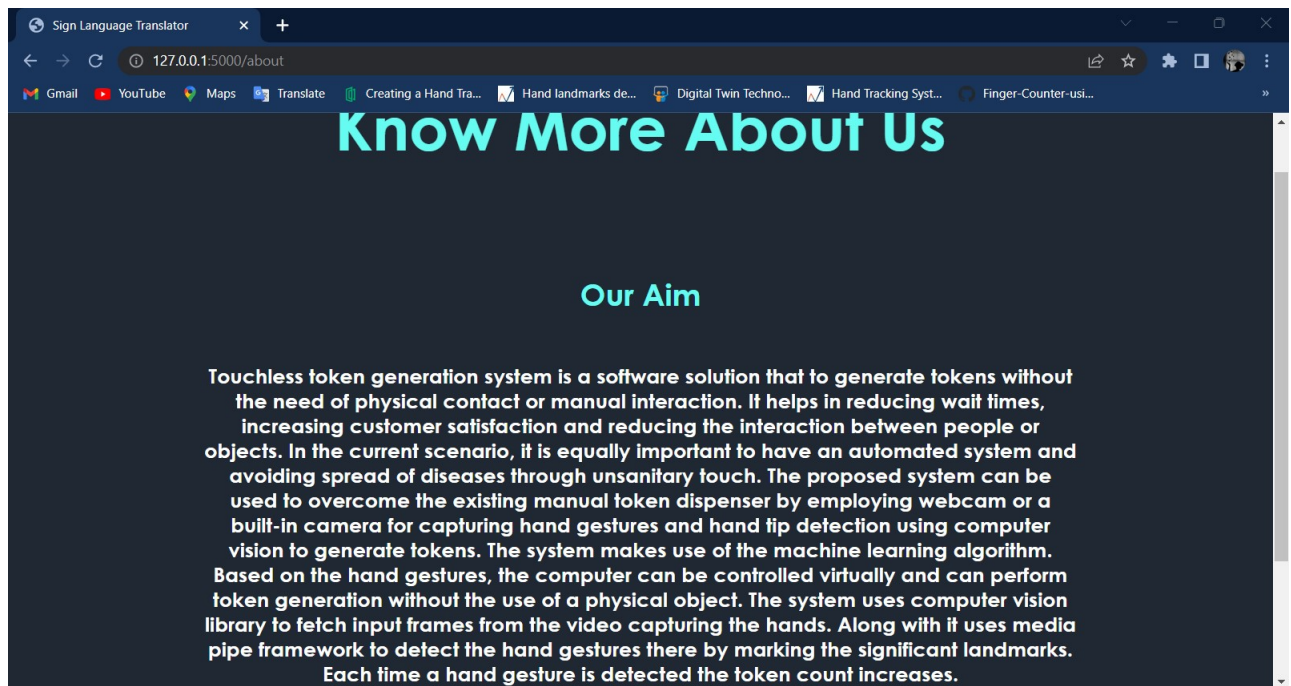 Sign Language Translator
127.0.0.1:5000/about
Gmail YouTube Maps Translate Creating a Hand Tra... Hand landmarks de... Digital Twin Techno... Hand Tracking Syst... Finger-Counter-usi... »
Know More About Us
Our Aim
Touchless token generation system is a software solution that to generate tokens without
the need of physical contact or manual interaction. It helps in reducing wait times,
increasing customer satisfaction and reducing the interaction between people or
objects. In the current scenario, it is equally important to have an automated system and
avoiding spread of diseases through unsanitary touch. The proposed system can be
used to overcome the existing manual token dispenser by employing webcam or a
built-in camera for capturing hand gestures and hand tip detection using computer
vision to generate tokens. The system makes use of the machine learning algorithm.
Based on the hand gestures, the computer can be controlled virtually and can perform
token generation without the use of a physical object. The system uses computer vision
library to fetch input frames from the video capturing the hands. Along with it uses media
pipe framework to detect the hand gestures there by marking the significant landmarks.
Each time a hand gesture is detected the token count increases.